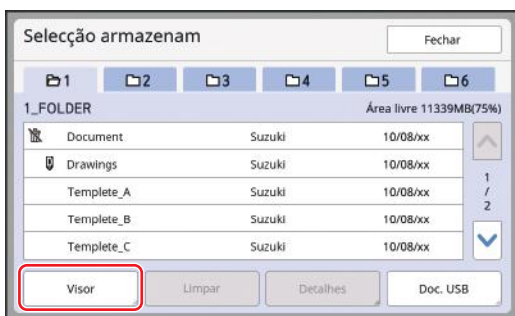 Selecção armazenam
Fechar
1 2 3 4 5 6
1_FOLDER Área livre 11339MB(75%)
Document Suzuki 10/08/xx
Drawings Suzuki 10/08/xx
Templete_A Suzuki 10/08/xx
Templete_B Suzuki 10/08/xx
Templete_C Suzuki 10/08/xx
1
/
2
Visor Limpar Detalhes Doc. USB